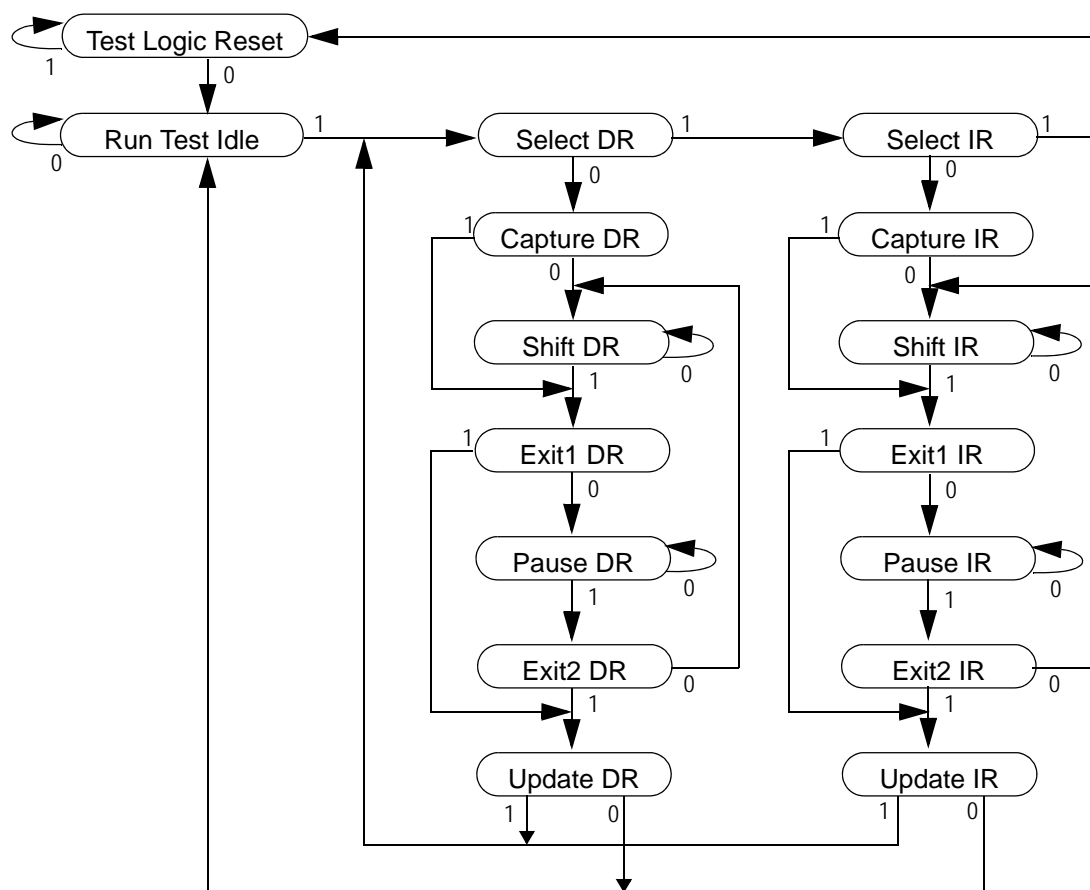 Test Logic Reset
1
0
Run Test Idle
1
Select DR
1
Select IR
1
0
0
0
1
Capture DR
1
Capture IR
0
0
Shift DR
Shift IR
0
0
1
1
1
Exit1 DR
1
Exit1 IR
0
0
Pause DR
Pause IR
0
0
1
1
Exit2 DR
Exit2 IR
0
0
1
1
Update DR
Update IR
1
0
1
0